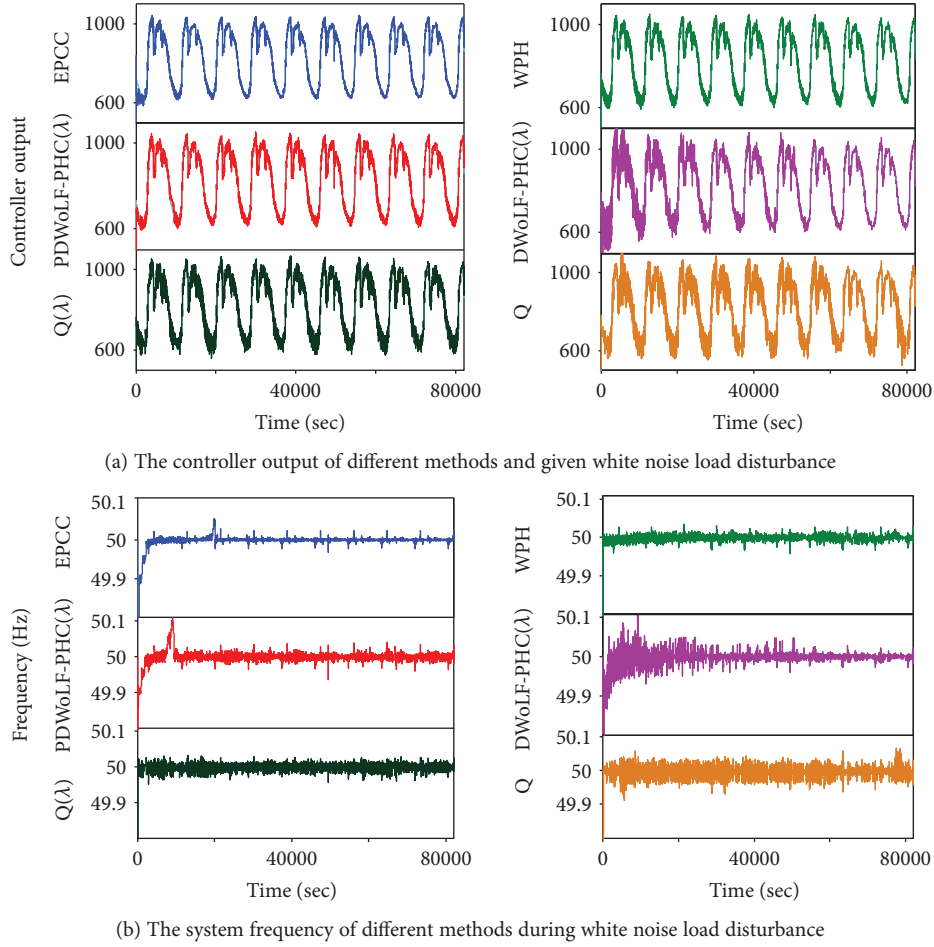 Controller output
EPCC
1000
600
PDWoLF-PHC(λ)
1000
600
Q(λ)
1000
600
0
40000
80000
Time (sec)
WPH
1000
600
DWoLF-PHC(λ)
1000
600
Q
1000
600
0
40000
80000
Time (sec)
(a) The controller output of different methods and given white noise load disturbance
Frequency (Hz)
EPCC
50.1
50
49.9
PDWoLF-PHC(λ)
50.1
50
49.9
Q(λ)
50.1
50
49.9
0
40000
80000
Time (sec)
WPH
50.1
50
49.9
DWoLF-PHC(λ)
50.1
50
49.9
Q
50.1
50
49.9
0
40000
80000
Time (sec)
(b) The system frequency of different methods during white noise load disturbance